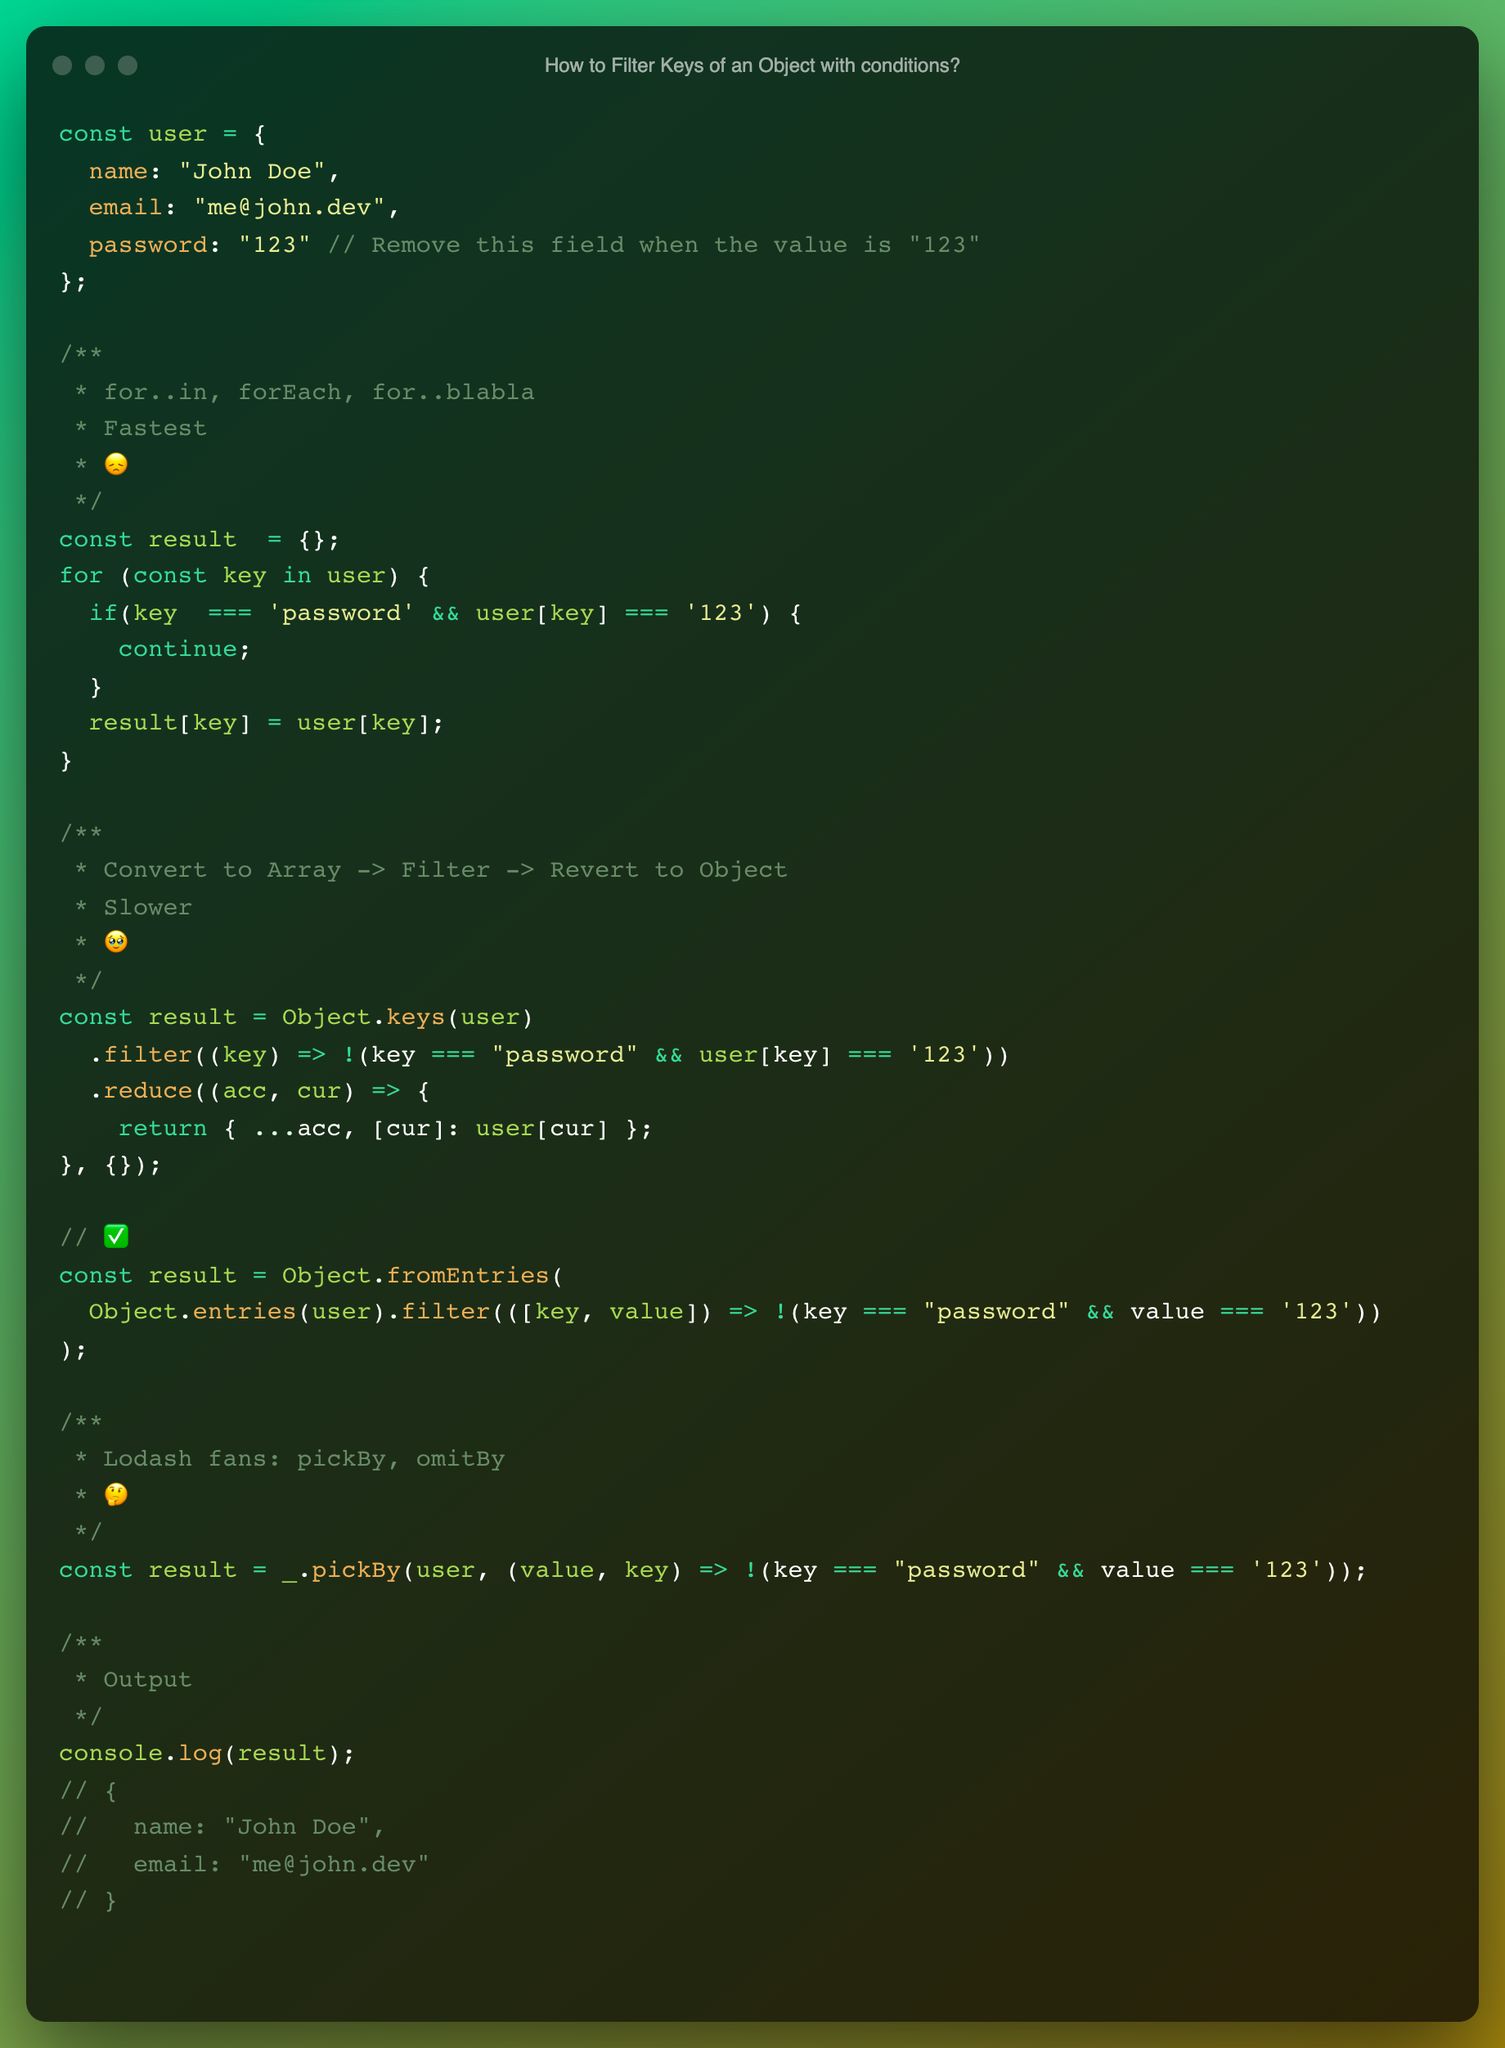 How to Filter Keys of an Object with conditions?
const user = {
  name: "John Doe",
  email: "me@john.dev",
  password: "123" // Remove this field when the value is "123"
};

/**
 * for..in, forEach, for..blabla
 * Fastest
 * 😞
 */
const result  = {};
for (const key in user) {
  if(key  === 'password' && user[key] === '123') {
    continue;
  }
  result[key] = user[key];
}

/**
 * Convert to Array -> Filter -> Revert to Object
 * Slower
 * 🥹
 */
const result = Object.keys(user)
  .filter((key) => !(key === "password" && user[key] === '123'))
  .reduce((acc, cur) => {
    return { ...acc, [cur]: user[cur] };
}, {});

// ✅
const result = Object.fromEntries(
  Object.entries(user).filter(([key, value]) => !(key === "password" && value === '123'))
);

/**
 * Lodash fans: pickBy, omitBy
 * 🤔
 */
const result = _.pickBy(user, (value, key) => !(key === "password" && value === '123'));

/**
 * Output
 */
console.log(result);
// {
//   name: "John Doe",
//   email: "me@john.dev"
// }